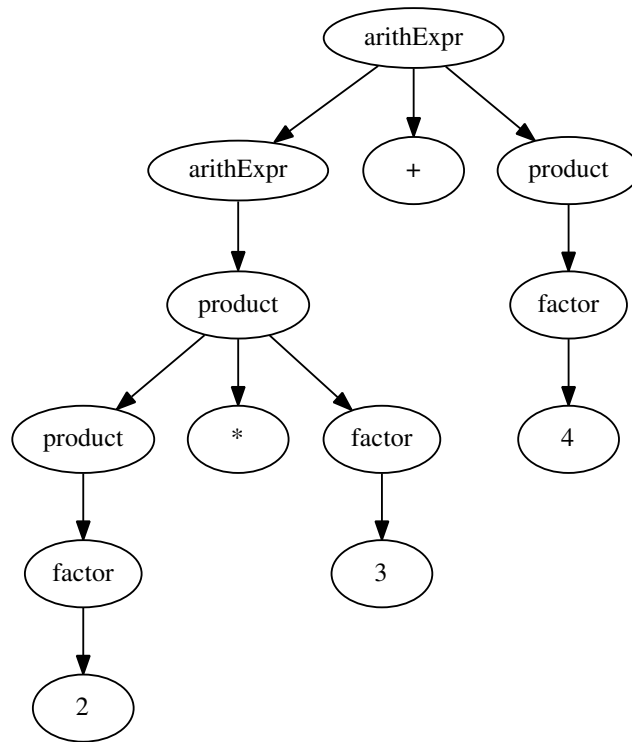 arithExpr
arithExpr + product
product factor
product * factor 4
factor 3
2